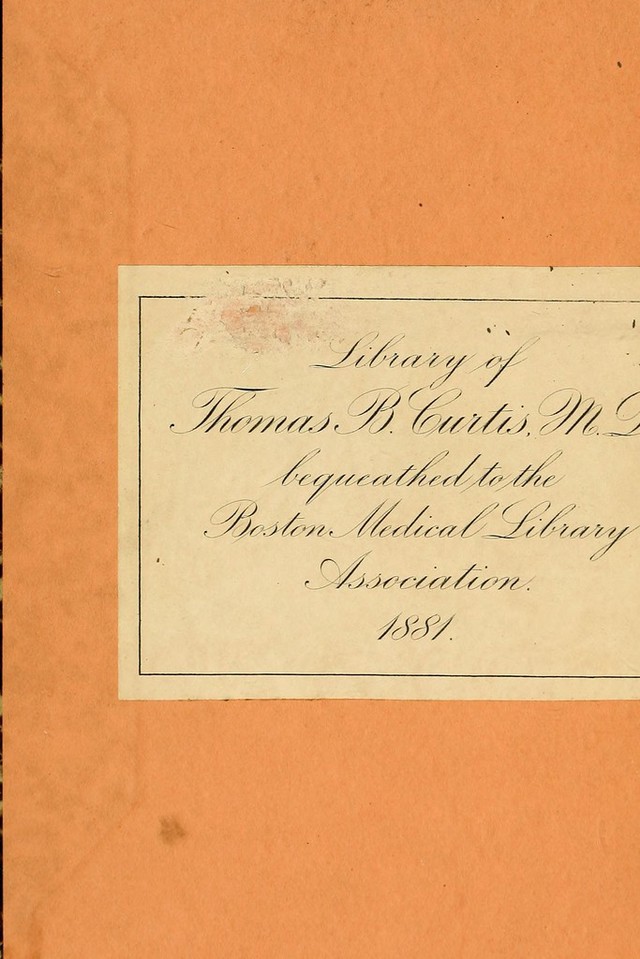 Library of
Thomas B. Curtis, M. D
bequeathed to the
Boston Medical Library
Association.
1881.